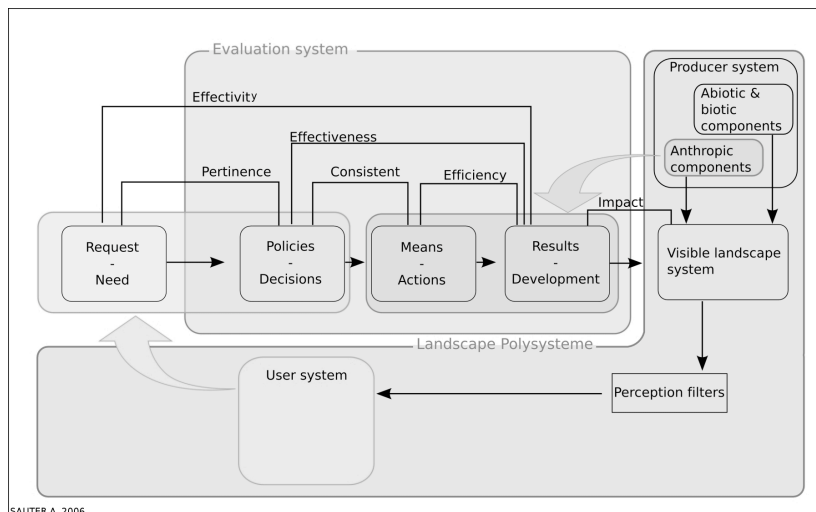 Evaluation system
Producer system
Abiotic &
biotic
components
Effectivity
Effectiveness
Anthropic
components
Pertinence
Consistent
Efficiency
Impact
Request
-
Need
Policies
-
Decisions
Means
-
Actions
Results
-
Development
Visible landscape
system
Landscape Polysysteme
User system
Perception filters
SAUTER A. 2006